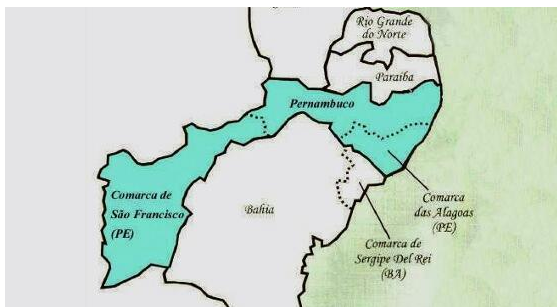 Rio Grande
do Norte
Paraíba
Pernambuco
Comarca de
São Francisco
(PE)
Bahia
Comarca
das Alagoas
(PE)
Comarca de
Sergipe Del Rei
(BA)